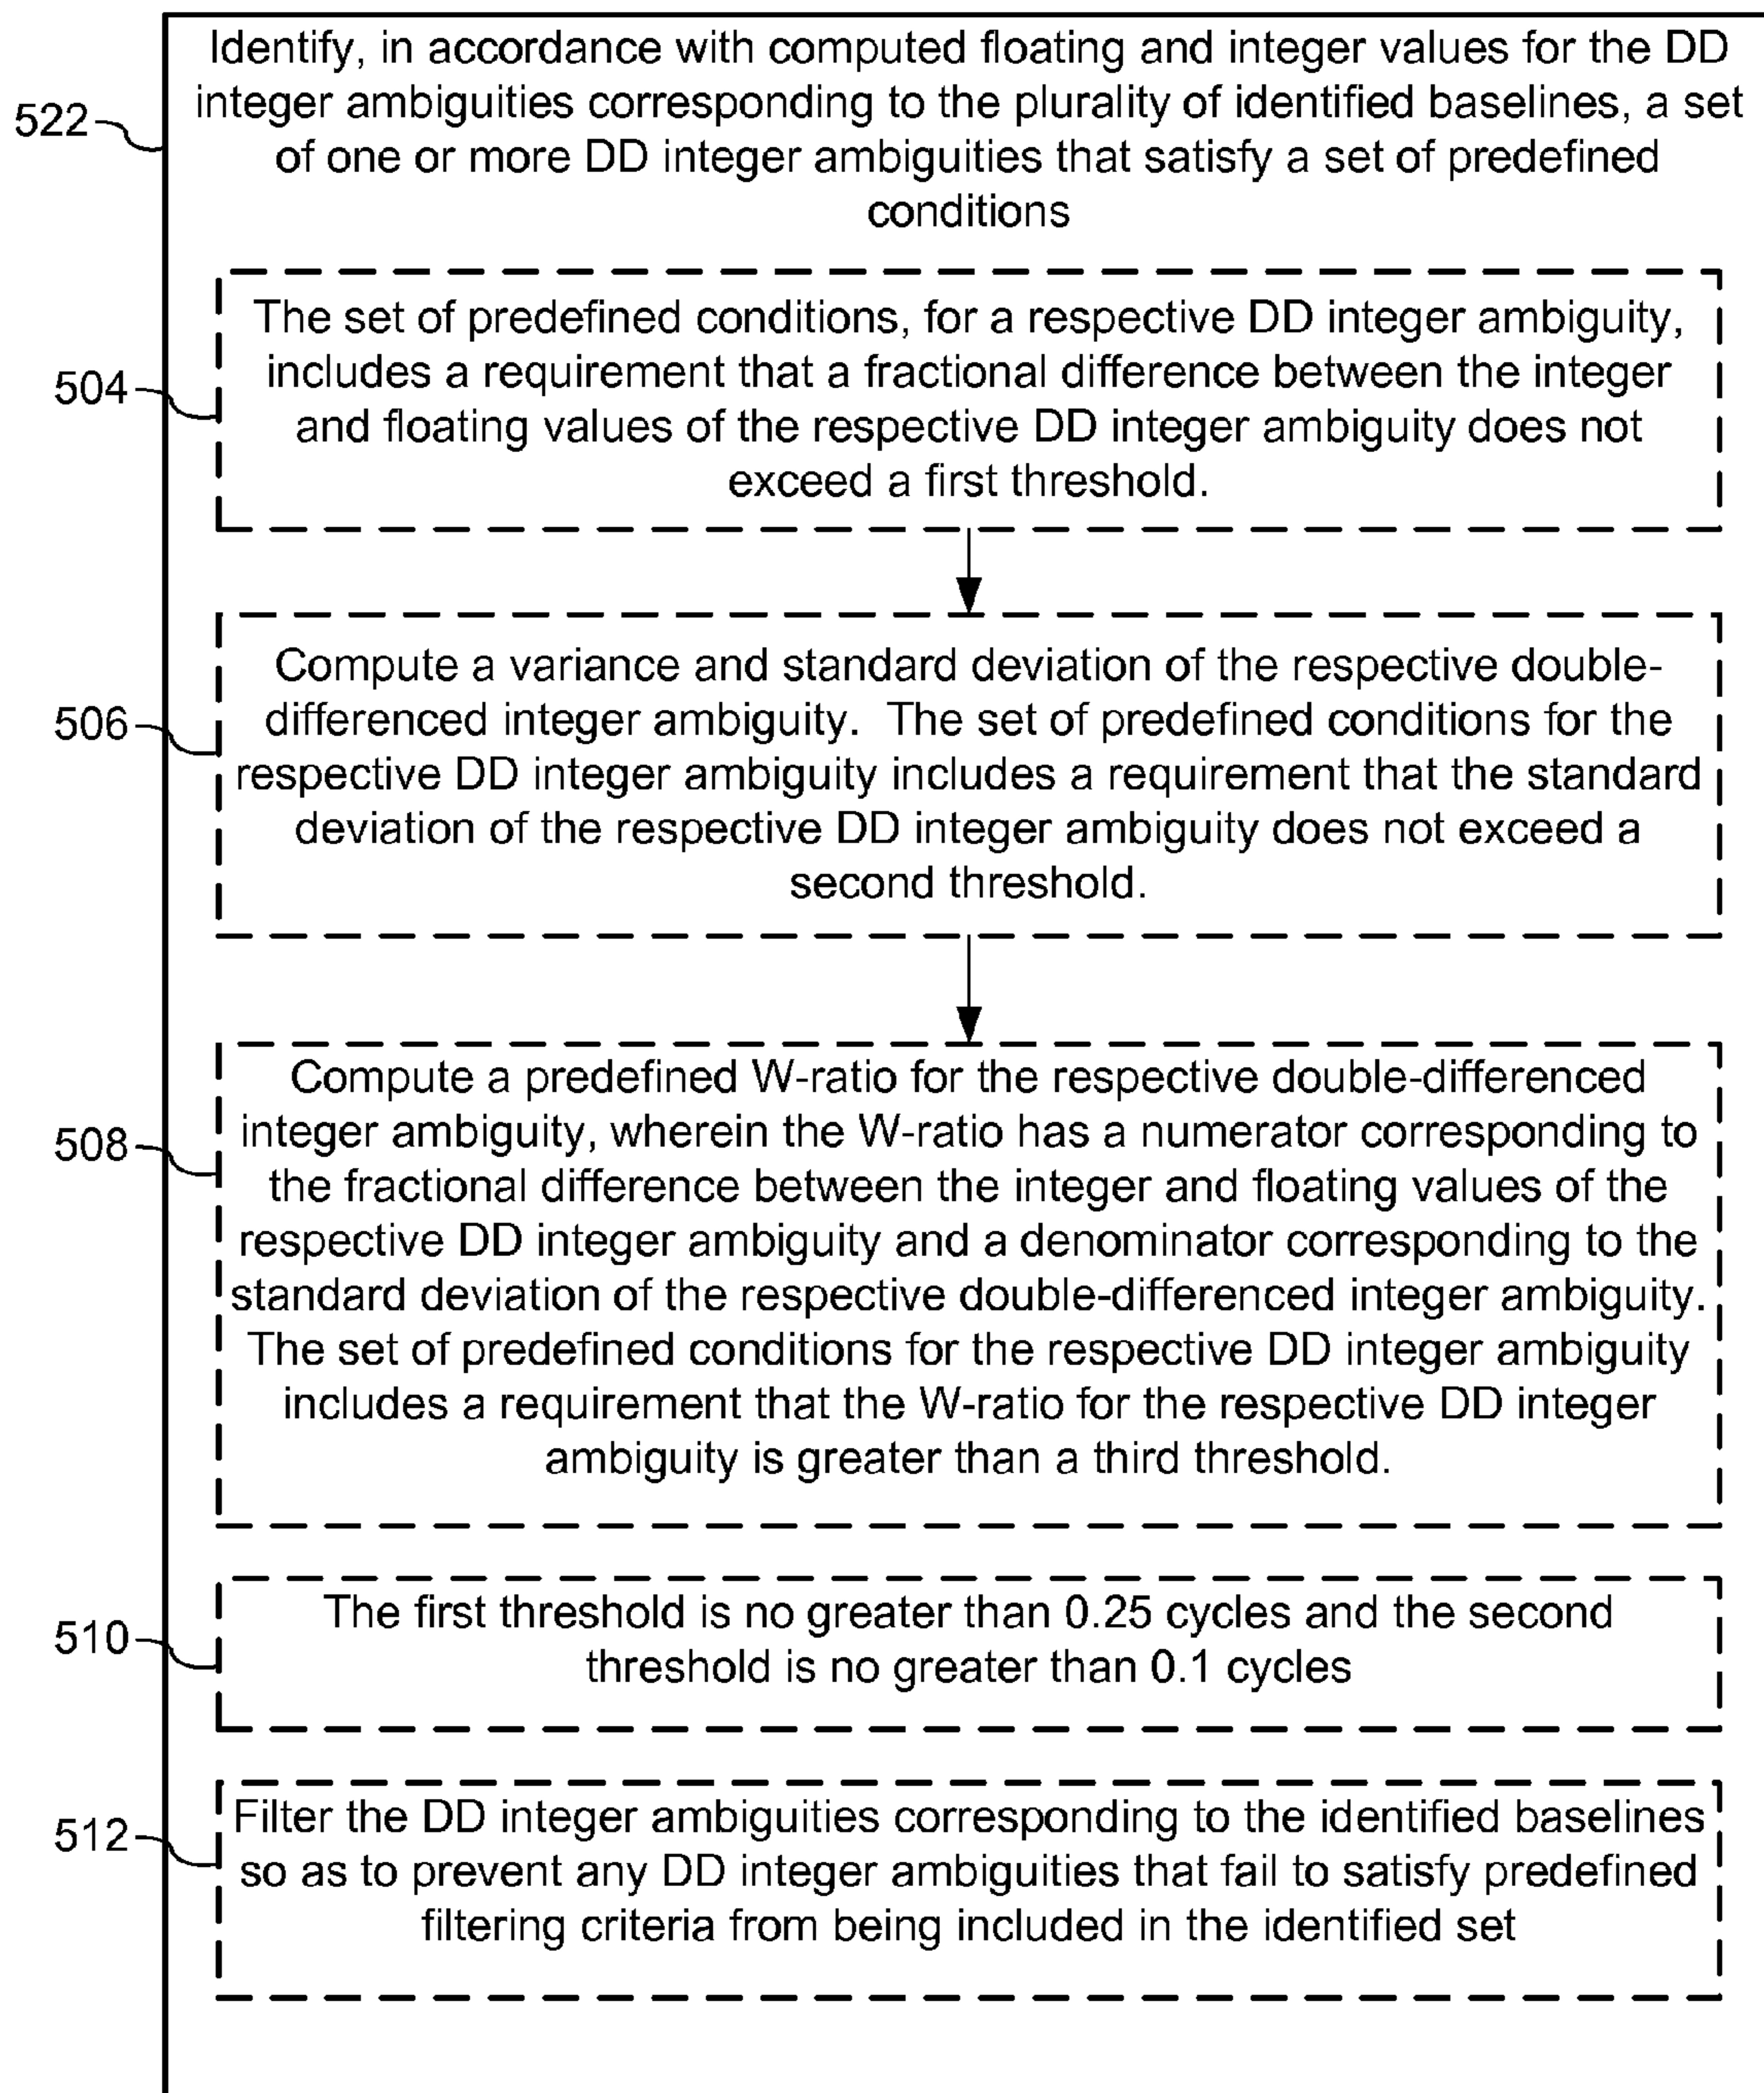 Identify, in accordance with computed floating and integer values for the DD
integer ambiguities corresponding to the plurality of identified baselines, a set
of one or more DD integer ambiguities that satisfy a set of predefined
conditions
522
The set of predefined conditions, for a respective DD integer ambiguity,
includes a requirement that a fractional difference between the integer
and floating values of the respective DD integer ambiguity does not
exceed a first threshold.
504
Compute a variance and standard deviation of the respective double-
differenced integer ambiguity.  The set of predefined conditions for the
respective DD integer ambiguity includes a requirement that the standard
deviation of the respective DD integer ambiguity does not exceed a
second threshold.
506
Compute a predefined W-ratio for the respective double-differenced
integer ambiguity, wherein the W-ratio has a numerator corresponding to
the fractional difference between the integer and floating values of the
respective DD integer ambiguity and a denominator corresponding to the
standard deviation of the respective double-differenced integer ambiguity.
The set of predefined conditions for the respective DD integer ambiguity
includes a requirement that the W-ratio for the respective DD integer
ambiguity is greater than a third threshold.
508
The first threshold is no greater than 0.25 cycles and the second
threshold is no greater than 0.1 cycles
510
Filter the DD integer ambiguities corresponding to the identified baselines
so as to prevent any DD integer ambiguities that fail to satisfy predefined
filtering criteria from being included in the identified set
512